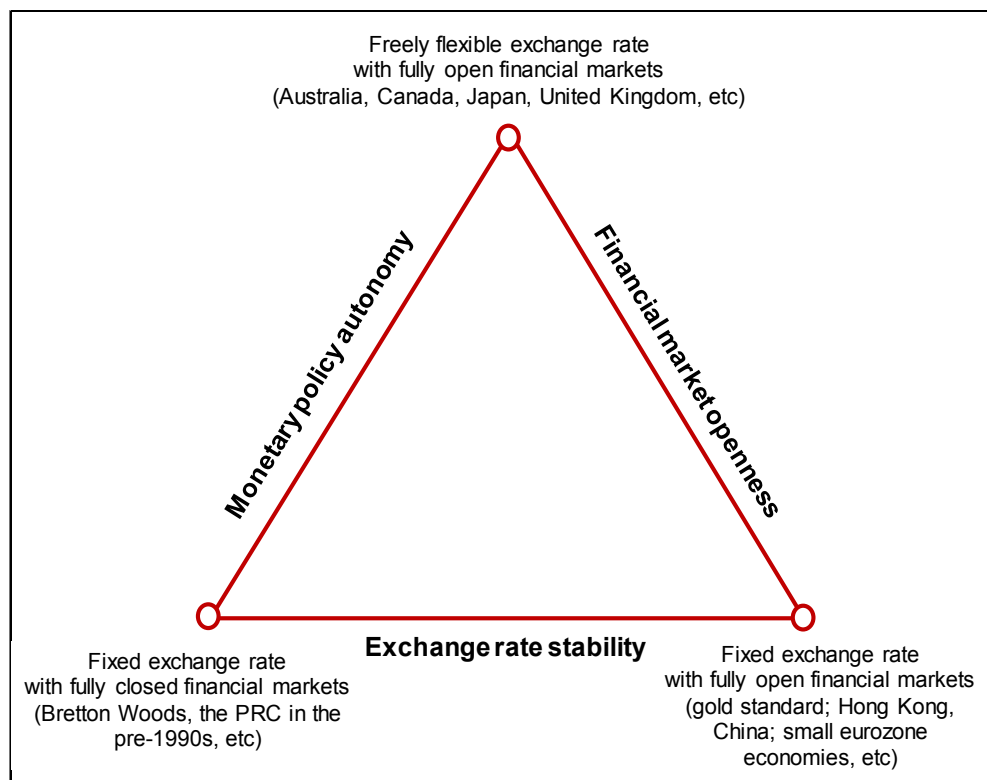 Freely flexible exchange rate
with fully open financial markets
(Australia, Canada, Japan, United Kingdom, etc)
Monetary policy autonomy
Financial market openness
Exchange rate stability
Fixed exchange rate
with fully closed financial markets
(Bretton Woods, the PRC in the
pre-1990s, etc)
Fixed exchange rate
with fully open financial markets
(gold standard; Hong Kong,
China; small eurozone
economies, etc)